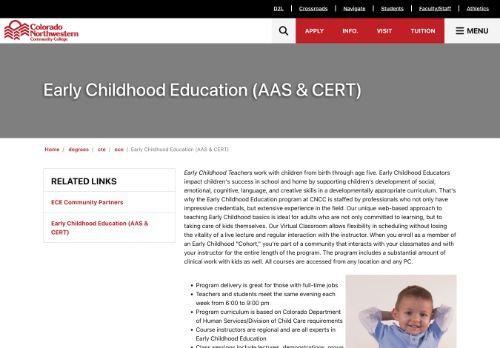 D2L | Crossroads | Navigate | Students | Faculty/Staff | Athletics
Colorado
Northwestern
Community College
APPLY INFO. VISIT TUITION MENU
Early Childhood Education (AAS & CERT)
Home / degrees / cte / ece / Early Childhood Education (AAS & CERT)
RELATED LINKS
ECE Community Partners
Early Childhood Education (AAS &
CERT)
Early Childhood Teachers work with children from birth through age five. Early Childhood Educators
impact children's success in school and home by supporting children's development of social,
emotional, cognitive, language, and creative skills in a developmentally appropriate curriculum. That's
why the Early Childhood Education program at CNCC is staffed by professionals who not only have
impressive credentials, but extensive experience in the field. Our unique web-based approach to
teaching Early Childhood basics is ideal for adults who are not only committed to learning, but to
taking care of kids themselves. Our Virtual Classroom allows flexibility in scheduling without losing
the vitality of a live lecture and regular interaction with the instructor. When you enroll as a member of
an Early Childhood "Cohort," you're part of a community that interacts with your classmates and with
your instructor for the entire length of the program. The program includes a substantial amount of
clinical work with kids as well. All courses are accessed from any location and any PC.
• Program delivery is great for those with full-time jobs
• Teachers and students meet the same evening each
week from 6:00 to 9:00 pm
• Program curriculum is based on Colorado Department
of Human Services/Division of Child Care requirements
• Course instructors are regional and are all experts in
Early Childhood Education
• Class sessions include lectures, demonstrations, group